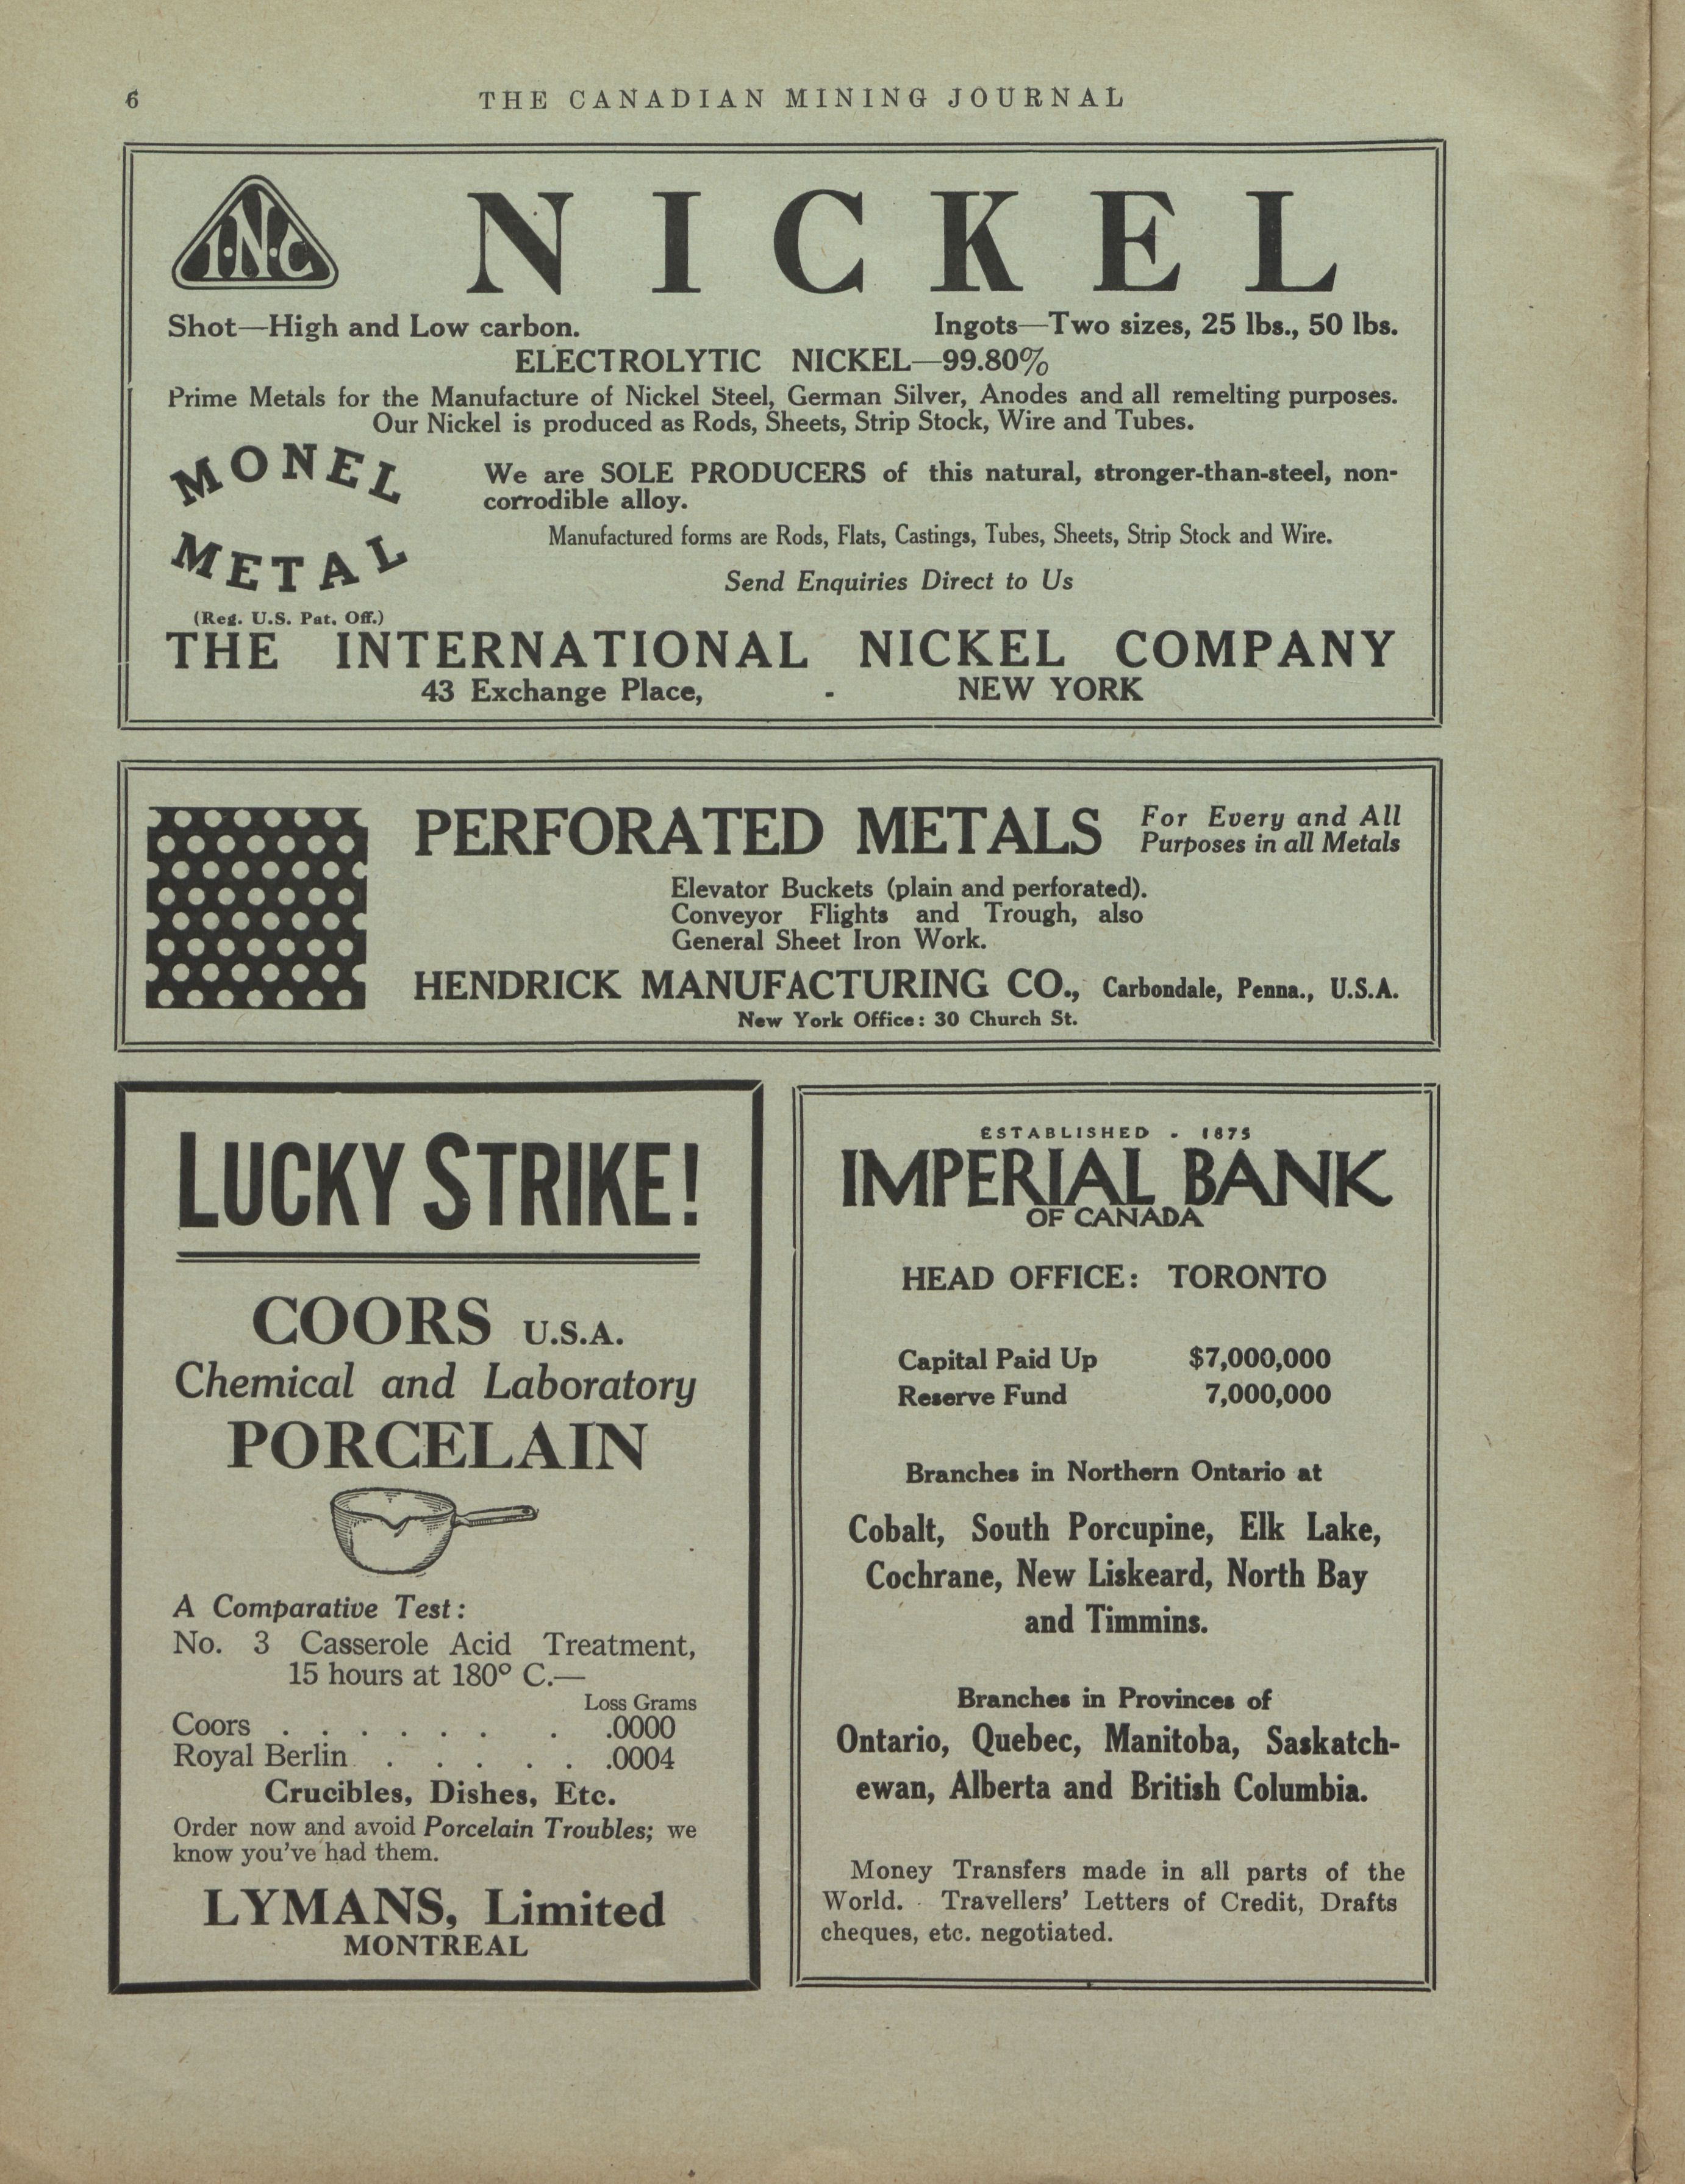 6
THE CANADIAN MINING JOURNAL
I·N·C
NICKEL
Shot—High and Low carbon.
Ingots—Two sizes, 25 lbs., 50 lbs.
ELECTROLYTIC NICKEL—99.80%
Prime Metals for the Manufacture of Nickel Steel, German Silver, Anodes and all remelting purposes.
Our Nickel is produced as Rods, Sheets, Strip Stock, Wire and Tubes.
MONEL
METAL
(Reg. U.S. Pat. Off.)
We are SOLE PRODUCERS of this natural, stronger-than-steel, non-
corrodible alloy.
Manufactured forms are Rods, Flats, Castings, Tubes, Sheets, Strip Stock and Wire.
Send Enquiries Direct to Us
THE INTERNATIONAL NICKEL COMPANY
43 Exchange Place, - NEW YORK
PERFORATED METALS
For Every and All
Purposes in all Metals
Elevator Buckets (plain and perforated).
Conveyor Flights and Trough, also
General Sheet Iron Work.
HENDRICK MANUFACTURING CO., Carbondale, Penna., U.S.A.
New York Office: 30 Church St.
LUCKY STRIKE!
COORS U.S.A.
Chemical and Laboratory
PORCELAIN
A Comparative Test:
No. 3 Casserole Acid Treatment,
15 hours at 180° C.—
Loss Grams
Coors . . . . . . . .0000
Royal Berlin . . . . . .0004
Crucibles, Dishes, Etc.
Order now and avoid Porcelain Troubles; we
know you've had them.
LYMANS, Limited
MONTREAL
ESTABLISHED - 1875
IMPERIAL BANK
OF CANADA
HEAD OFFICE: TORONTO
Capital Paid Up $7,000,000
Reserve Fund 7,000,000
Branches in Northern Ontario at
Cobalt, South Porcupine, Elk Lake,
Cochrane, New Liskeard, North Bay
and Timmins.
Branches in Provinces of
Ontario, Quebec, Manitoba, Saskatch-
ewan, Alberta and British Columbia.
Money Transfers made in all parts of the
World. Travellers' Letters of Credit, Drafts
cheques, etc. negotiated.